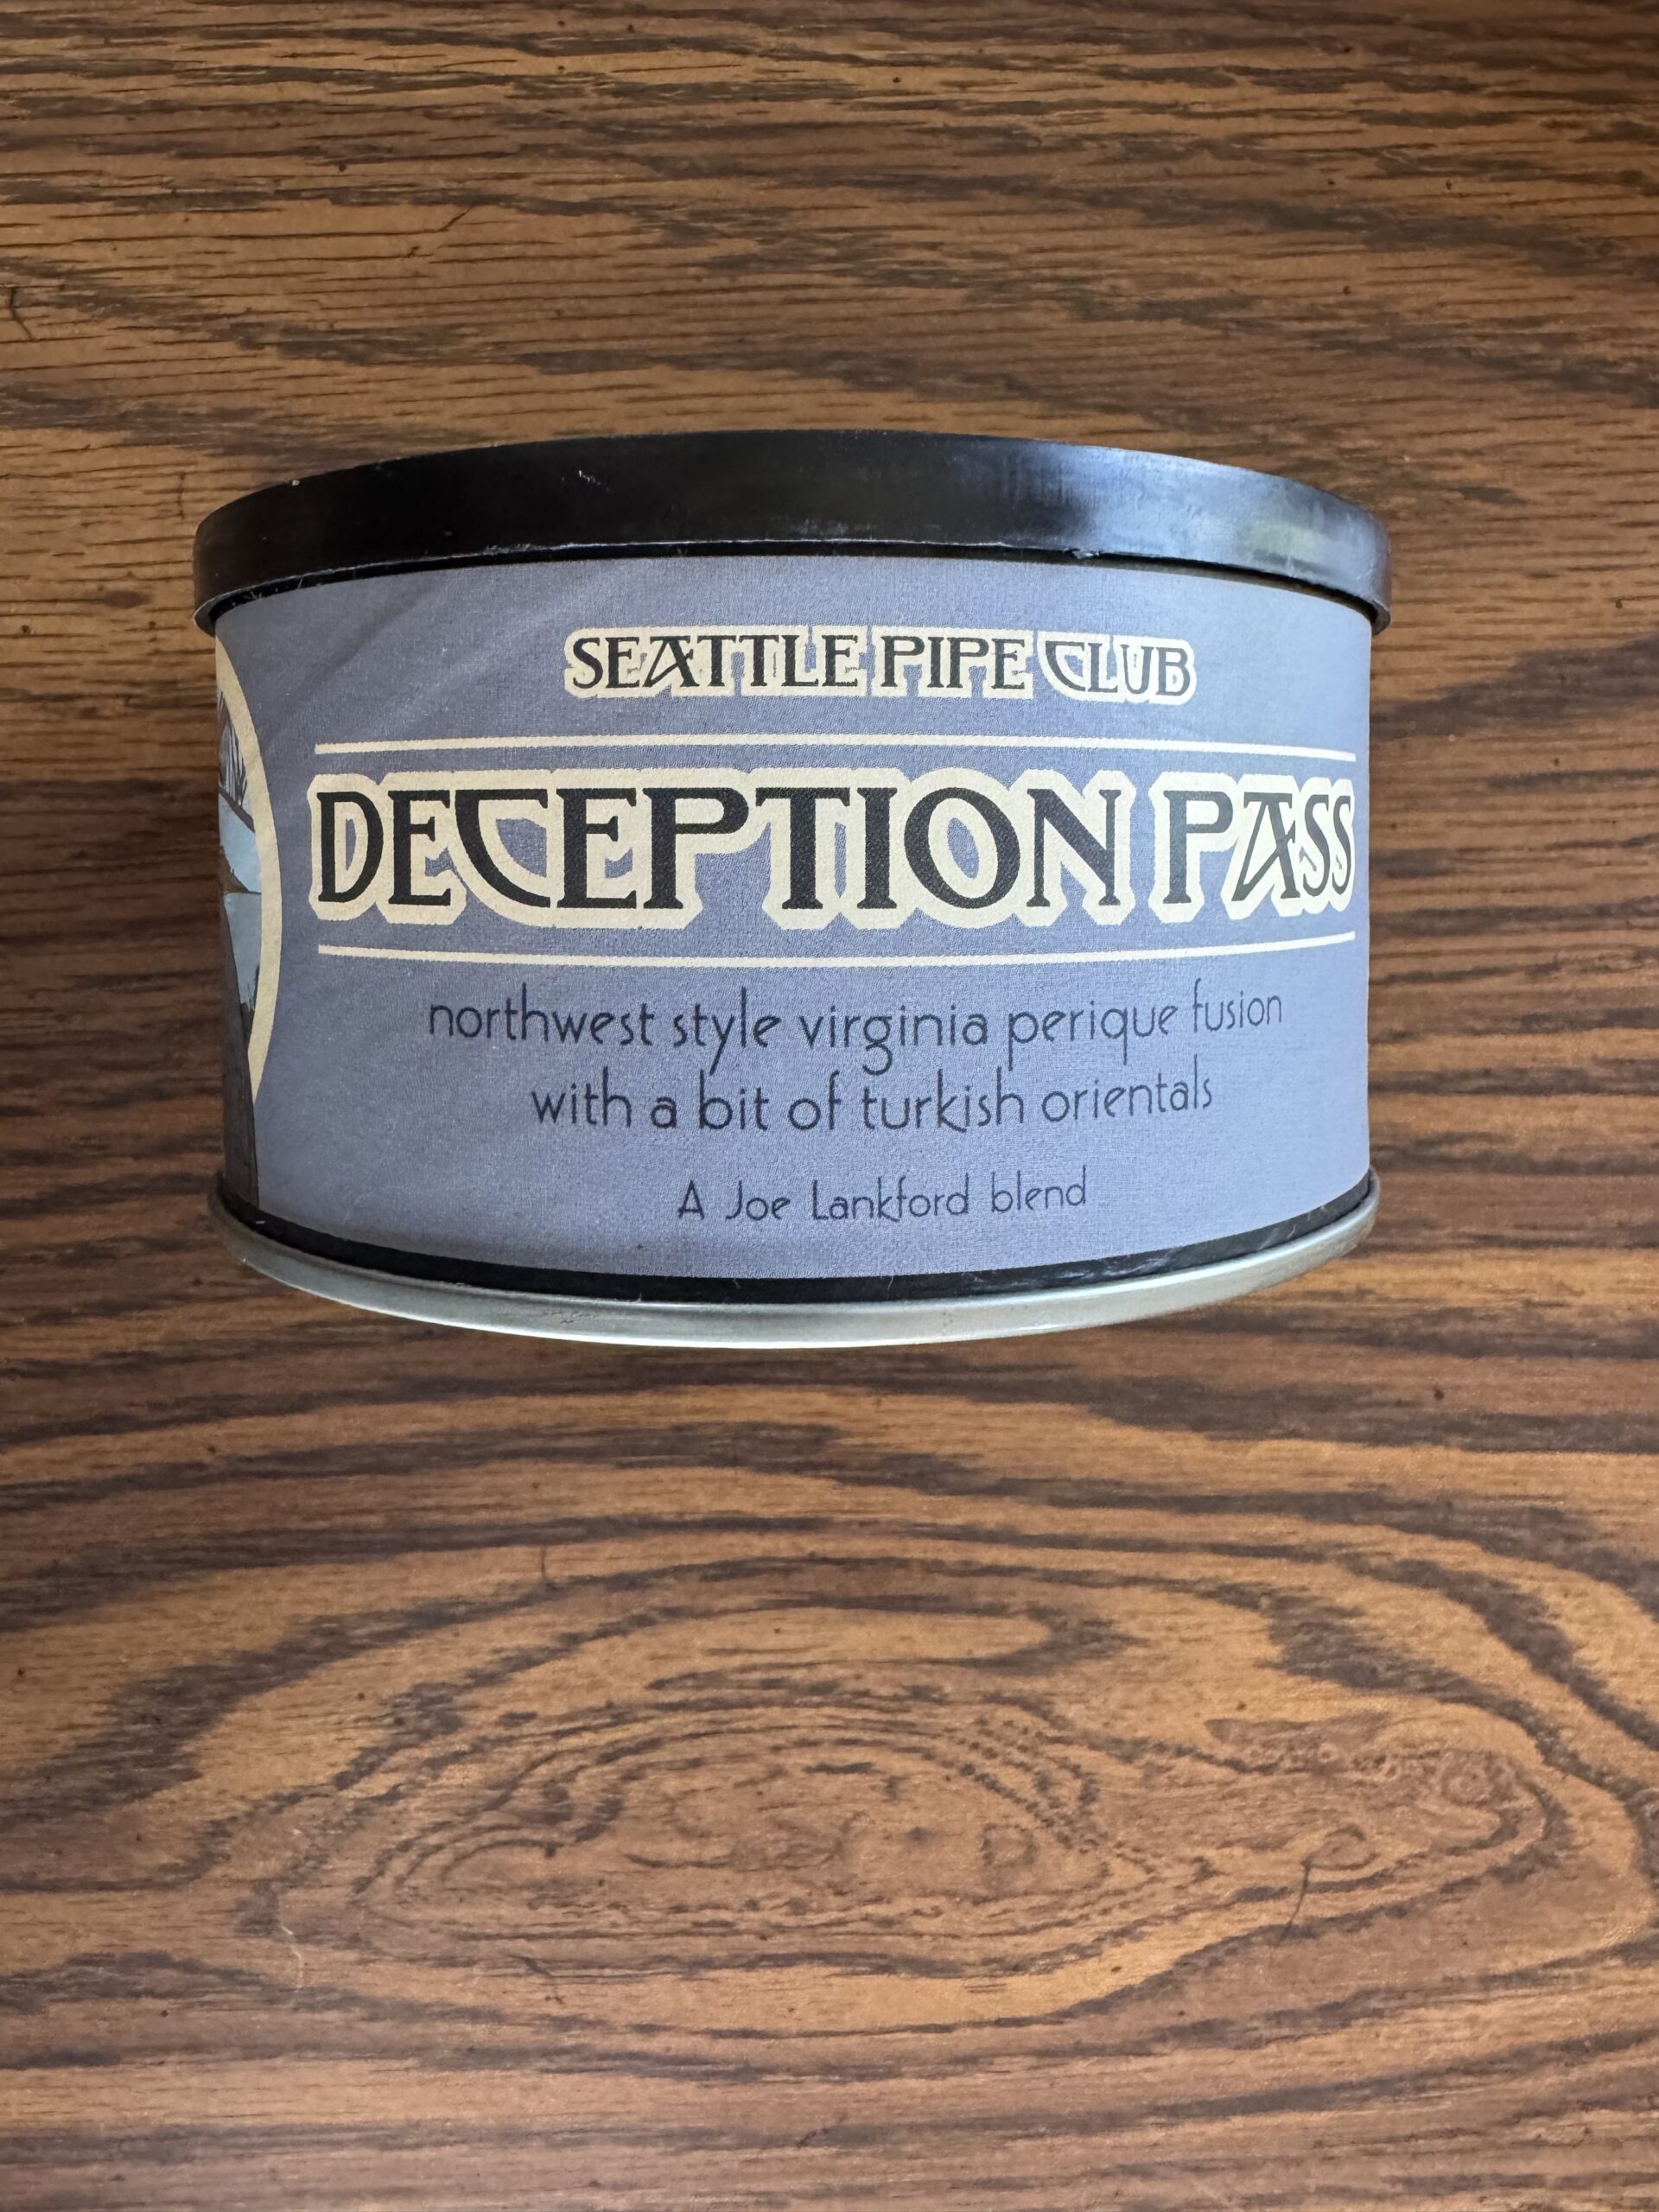 SEATTLE PIPE CLUB
DECEPTION PASS
northwest style virginia perique fusion
with a bit of turkish orientals
A Joe Lankford blend